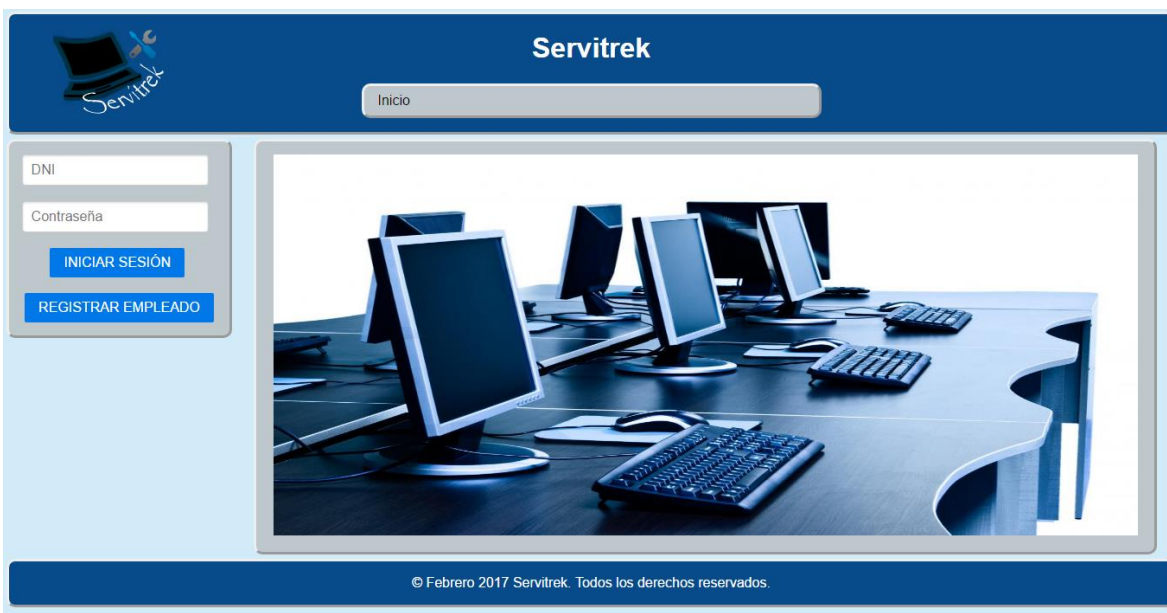 Servitrek
Servitrek
Inicio
DNI
Contraseña
INICIAR SESIÓN
REGISTRAR EMPLEADO
© Febrero 2017 Servitrek. Todos los derechos reservados.